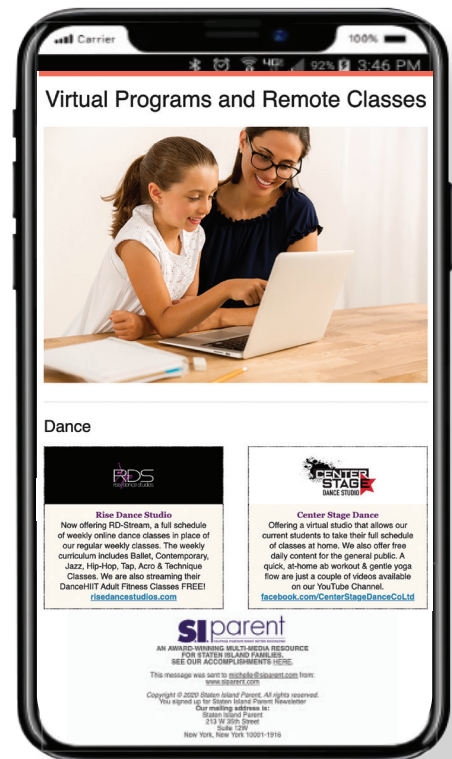 Carrier
100%
4G 92% 3:46 PM
Virtual Programs and Remote Classes
Dance
RDS
rise dance studios
Rise Dance Studio
Now offering RD-Stream, a full schedule
of weekly online dance classes in place of
our regular weekly classes. The weekly
curriculum includes Ballet, Contemporary,
Jazz, Hip-Hop, Tap, Acro & Technique
Classes. We are also streaming their
DanceHIIT Adult Fitness Classes FREE!
risedancestudios.com
CENTER
STAGE
DANCE STUDIO
Center Stage Dance
Offering a virtual studio that allows our
current students to take their full schedule
of classes at home. We also offer free
daily content for the general public. A
quick, at-home ab workout & gentle yoga
flow are just a couple of videos available
on our YouTube Channel.
facebook.com/CenterStageDanceCoLtd
SIparent
AN AWARD-WINNING MULTI-MEDIA RESOURCE
FOR STATEN ISLAND FAMILIES.
SEE OUR ACCOMPLISHMENTS HERE.
This message was sent to michelle@siparent.com from:
www.siparent.com
Copyright © 2020 Staten Island Parent, All rights reserved.
You signed up for Staten Island Parent Newsletter
Our mailing address is:
Staten Island Parent
213 W 35th Street
Suite 12W
New York, New York 10001-1916